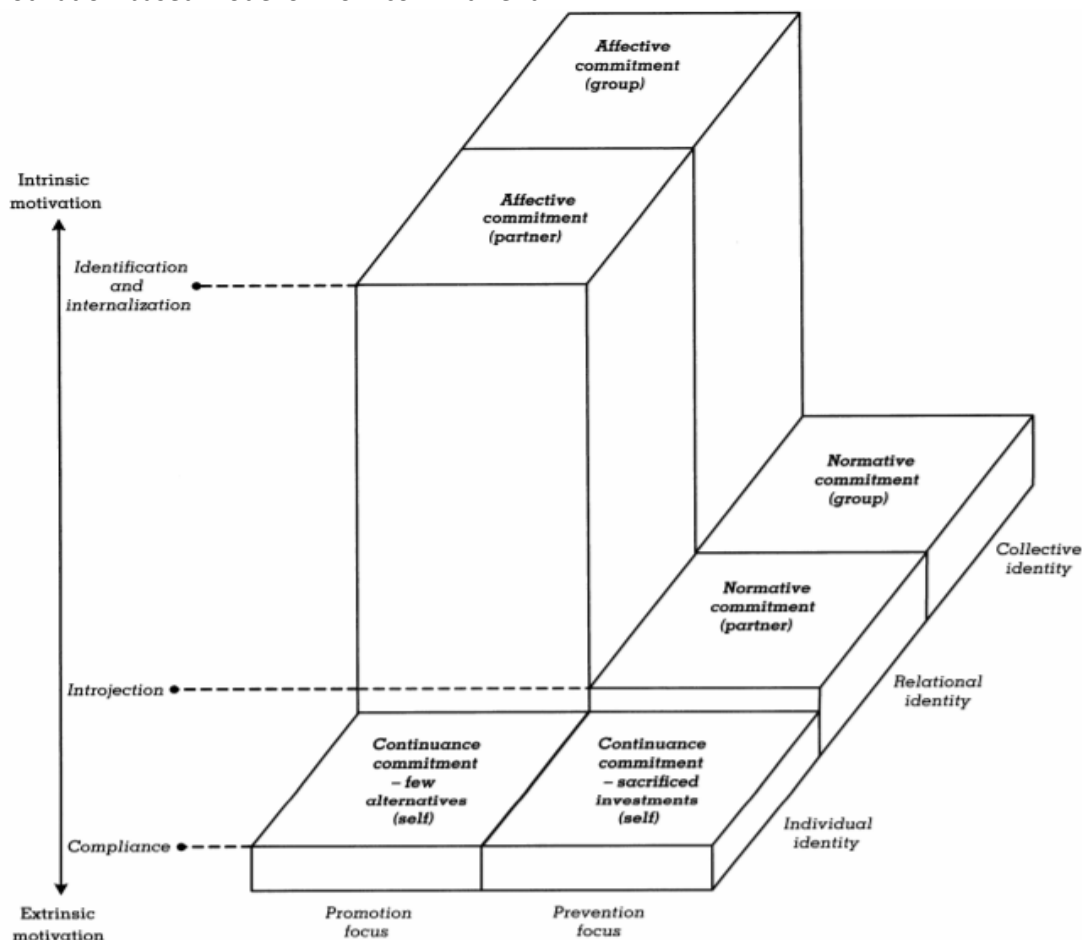 Affective
commitment
(group)
Intrinsic
motivation
Affective
commitment
(partner)
Identification
and
internalization
Normative
commitment
(group)
Collective
identity
Normative
commitment
(partner)
Introjection
Relational
identity
Continuance
commitment
– few
alternatives
(self)
Continuance
commitment
– sacrificed
investments
(self)
Individual
identity
Compliance
Extrinsic
motivation
Promotion
focus
Prevention
focus